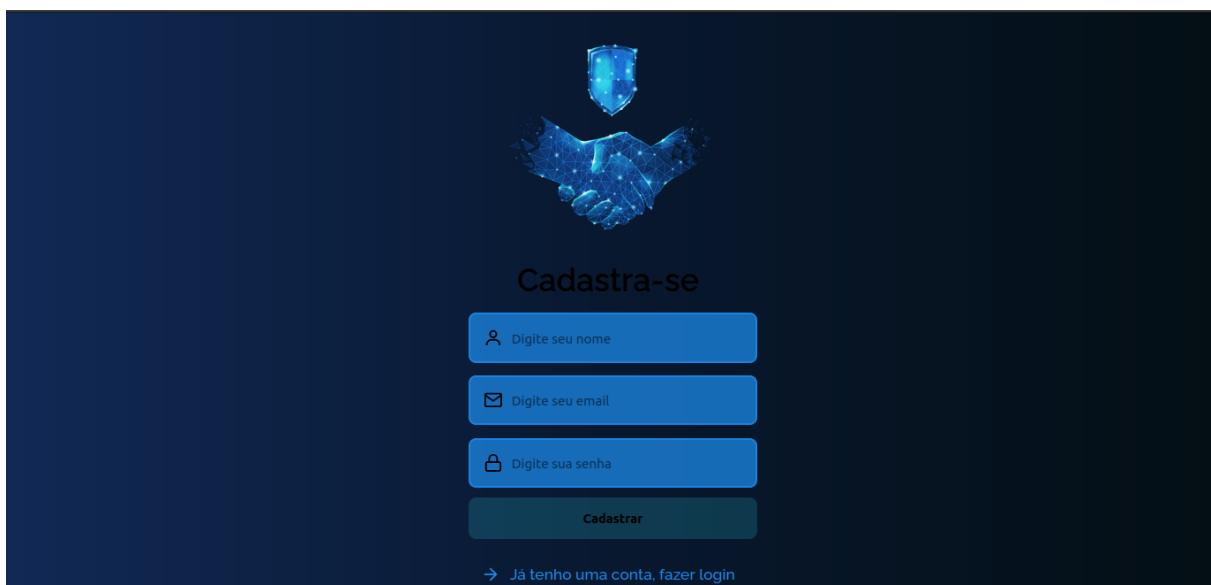 Cadastra-se
Digite seu nome
Digite seu email
Digite sua senha
Cadastrar
Já tenho uma conta, fazer login